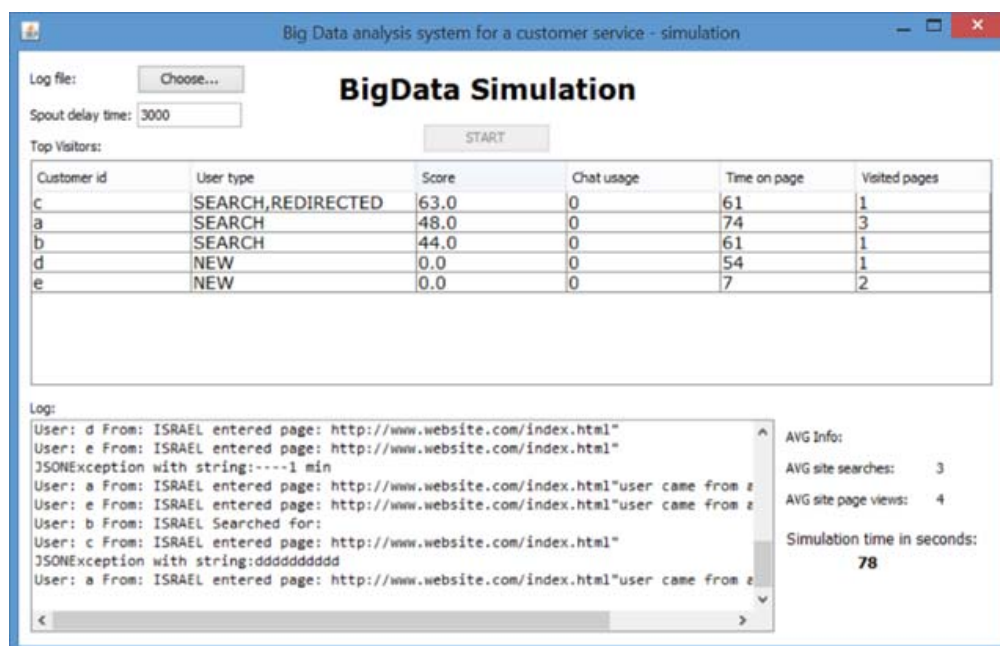 Big Data analysis system for a customer service - simulation
Log file: Choose...
BigData Simulation
Spout delay time: 3000
START
Top Visitors:
Customer id User type Score Chat usage Time on page Visited pages
c SEARCH,REDIRECTED 63.0 0 61 1
a SEARCH 48.0 0 74 3
b SEARCH 44.0 0 61 1
d NEW 0.0 0 54 1
e NEW 0.0 0 7 2
Log:
User: d From: ISRAEL entered page: http://www.website.com/index.html"
User: e From: ISRAEL entered page: http://www.website.com/index.html"
JSONException with string:----1 min
User: a From: ISRAEL entered page: http://www.website.com/index.html"user came from a
User: e From: ISRAEL entered page: http://www.website.com/index.html"user came from a
User: b From: ISRAEL Searched for:
User: c From: ISRAEL entered page: http://www.website.com/index.html"
JSONException with string:dddddddddd
User: a From: ISRAEL entered page: http://www.website.com/index.html"user came from a
AVG Info:
AVG site searches: 3
AVG site page views: 4
Simulation time in seconds:
78